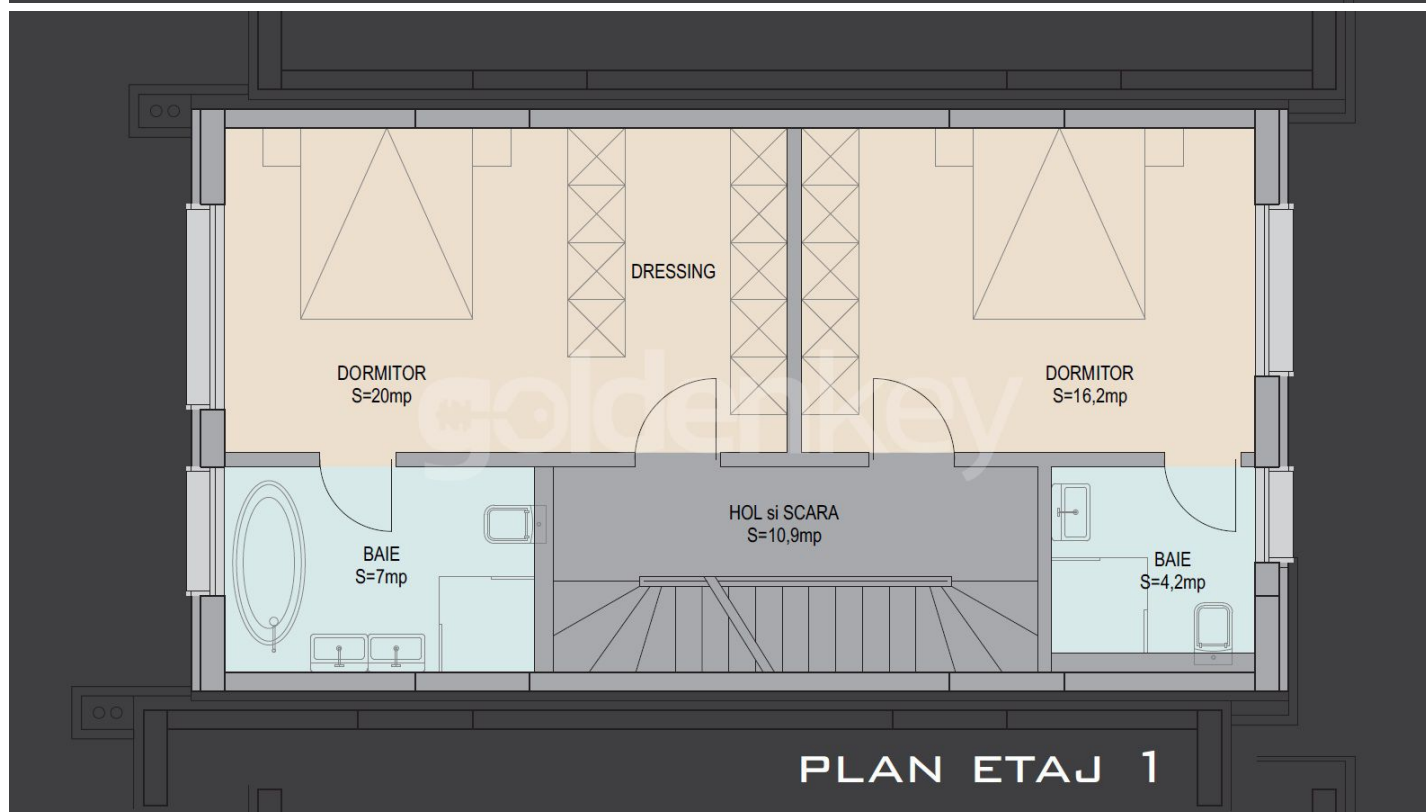 DRESSING
DORMITOR
S=20mp
DORMITOR
S=16,2mp
goldenkey
HOL si SCARA
S=10,9mp
BAIE
S=7mp
BAIE
S=4,2mp
PLAN ETAJ 1